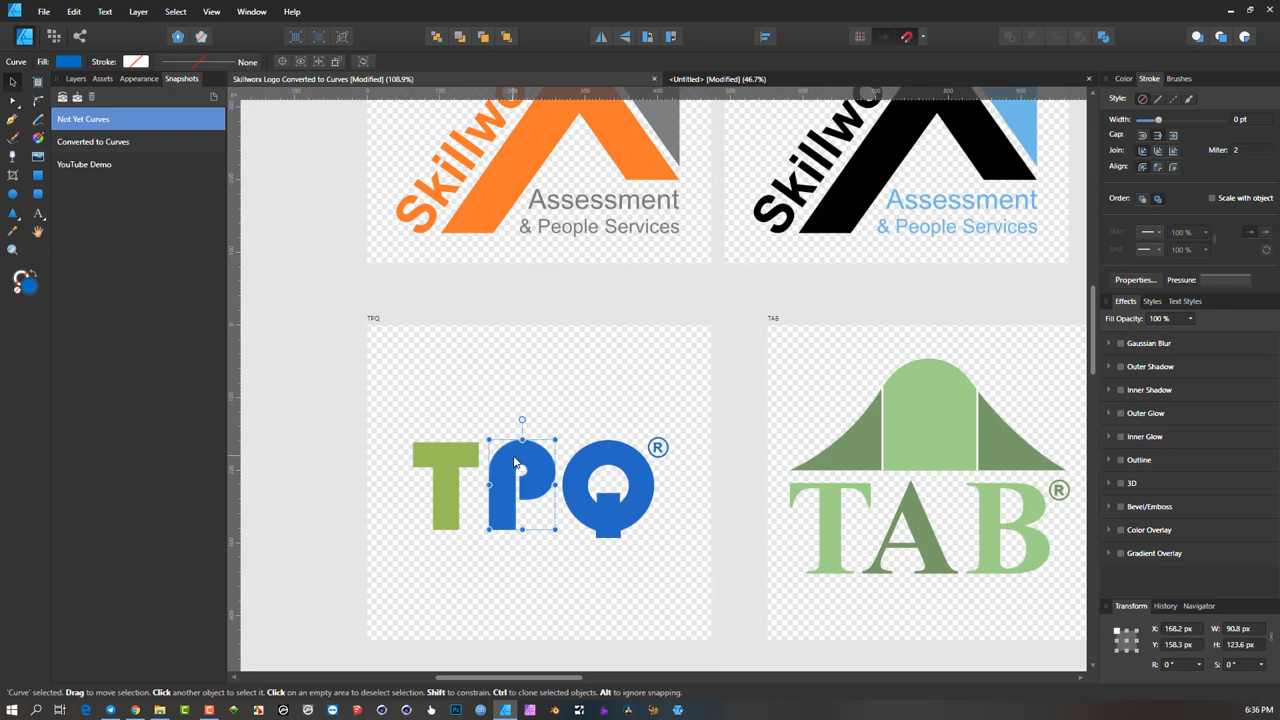 File Edit Text Layer Select View Window Help
Curve Fill: Stroke: None
Layers Assets Appearance Snapshots
Skillworx Logo Converted to Curves [Modified] (108.9%)
<Untitled> [Modified] (46.7%)
Color Stroke Brushes
Not Yet Curves
Converted to Curves
YouTube Demo
Style:
Width: 0 pt
Cap:
Join: Miter: 2
Align:
Order: Scale with object
Start: 100 %
End: 100 %
Properties... Pressure:
Effects Styles Text Styles
Fill Opacity: 100 %
Gaussian Blur
Outer Shadow
Inner Shadow
Outer Glow
Inner Glow
Outline
3D
Bevel/Emboss
Color Overlay
Gradient Overlay
Transform History Navigator
X: 168.2 px W: 90.8 px
Y: 158.3 px H: 123.6 px
R: 0 ° S: 0 °
Skillwo
Assessment
& People Services
Skillwo
Assessment
& People Services
TPQ
TPQ®
TAB
TAB®
'Curve' selected. Drag to move selection. Click another object to select it. Click on an empty area to deselect selection. Shift to constrain. Ctrl to clone selected objects. Alt to ignore snapping.
6:36 PM